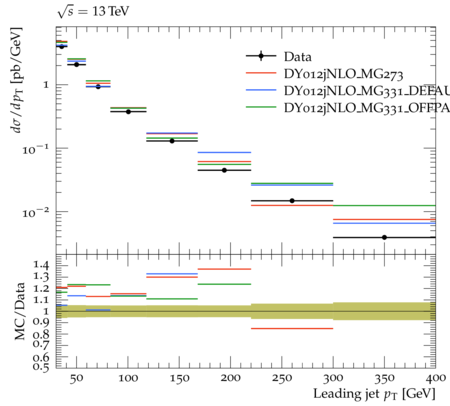 √s = 13 TeV
dσ/dpT [pb/GeV]
Data
DY012jNLO_MG273
DY012jNLO_MG331_DEFAU
DY012jNLO_MG331_OFFPA
1
10⁻¹
10⁻²
MC/Data
1.4
1.3
1.2
1.1
1
0.9
0.8
0.7
0.6
0.5
50 100 150 200 250 300 350 400
Leading jet pT [GeV]